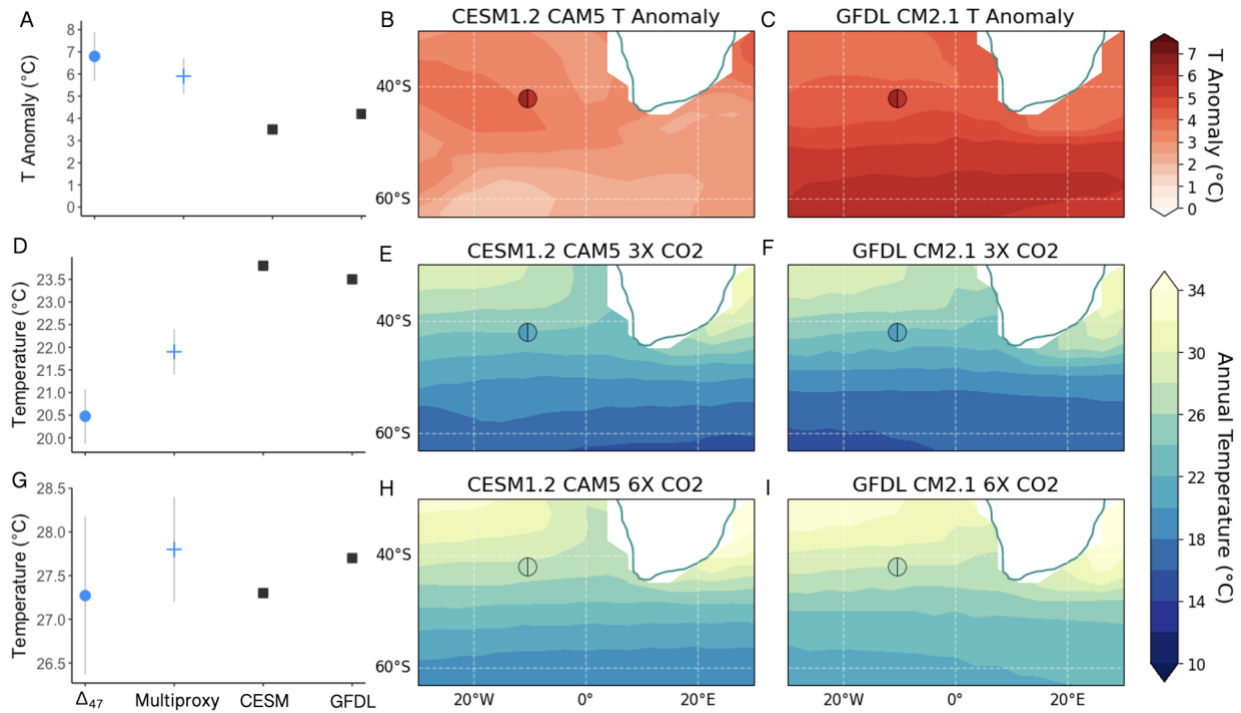 A
T Anomaly (°C)
8
7
6
5
4
3
2
1
0
B
CESM1.2 CAM5 T Anomaly
40°S
60°S
C
GFDL CM2.1 T Anomaly
7
6
5
4
3
2
1
0
T Anomaly (°C)
D
Temperature (°C)
23.5
23.0
22.5
22.0
21.5
21.0
20.5
20.0
E
CESM1.2 CAM5 3X CO2
40°S
60°S
F
GFDL CM2.1 3X CO2
G
Temperature (°C)
28.5
28.0
27.5
27.0
26.5
Δ47
Multiproxy
CESM
GFDL
H
CESM1.2 CAM5 6X CO2
40°S
60°S
20°W
0°
20°E
I
GFDL CM2.1 6X CO2
20°W
0°
20°E
34
30
26
22
18
14
10
Annual Temperature (°C)